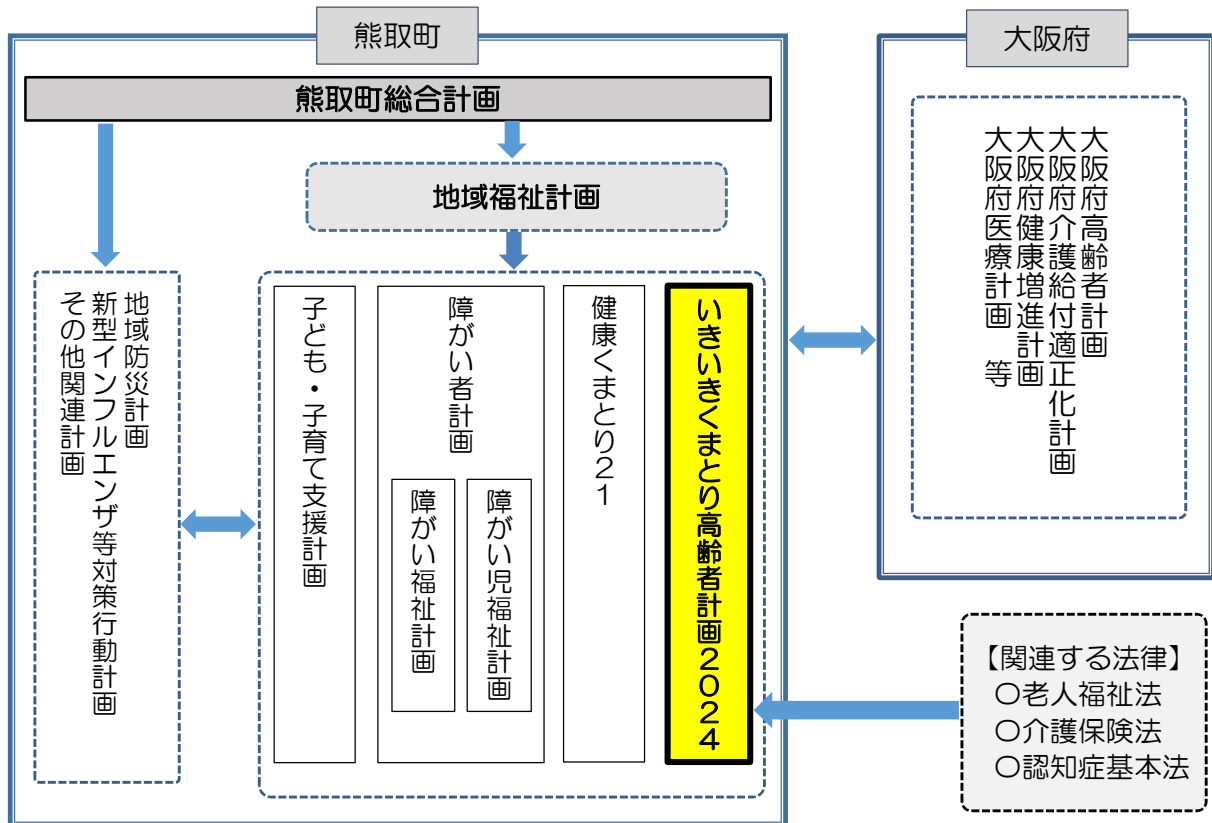 熊取町
熊取町総合計画
地域福祉計画
地域防災計画
新型インフルエンザ等対策行動計画
その他関連計画
子ども・子育て支援計画
障がい者計画
障がい福祉計画
障がい児福祉計画
健康くまとり２１
いきいきくまとり高齢者計画２０２４
大阪府
大阪府高齢者計画
大阪府介護給付適正化計画
大阪府健康増進計画
大阪府医療計画　等
【関連する法律】
〇老人福祉法
〇介護保険法
〇認知症基本法